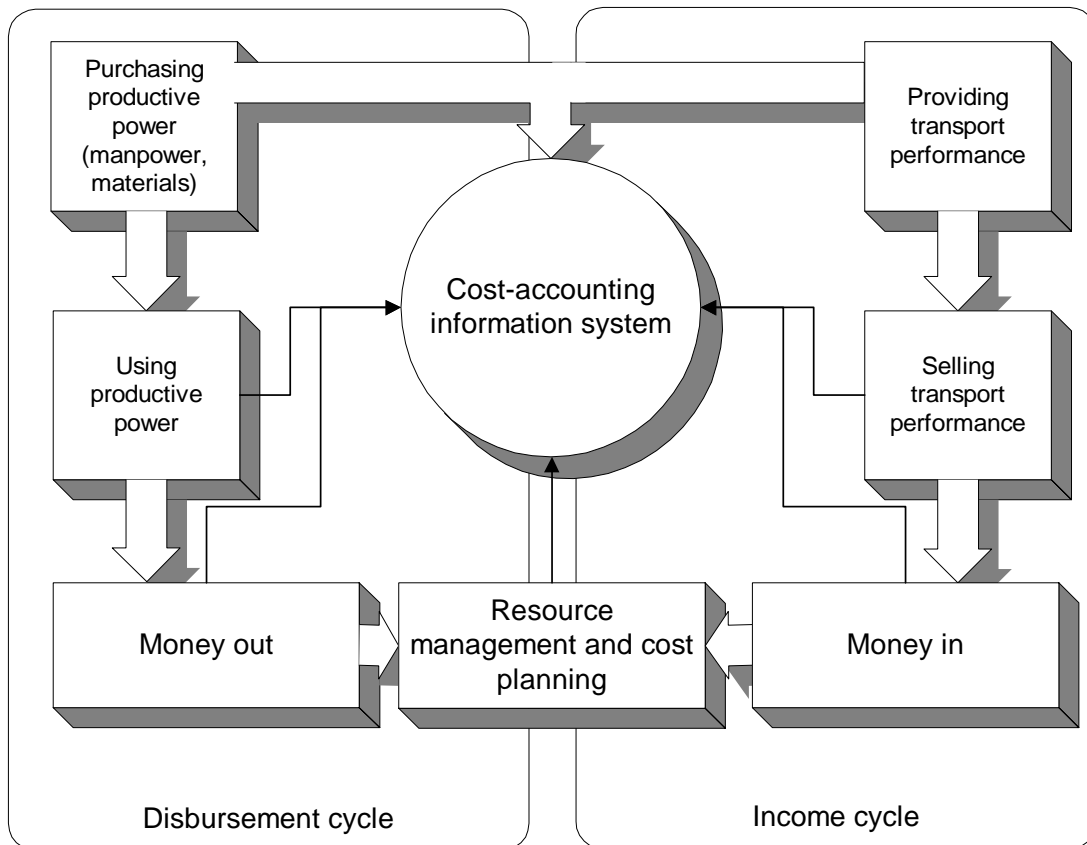 Purchasing
productive
power
(manpower,
materials)
Providing
transport
performance
Cost-accounting
information system
Using
productive
power
Selling
transport
performance
Money out
Resource
management and cost
planning
Money in
Disbursement cycle
Income cycle